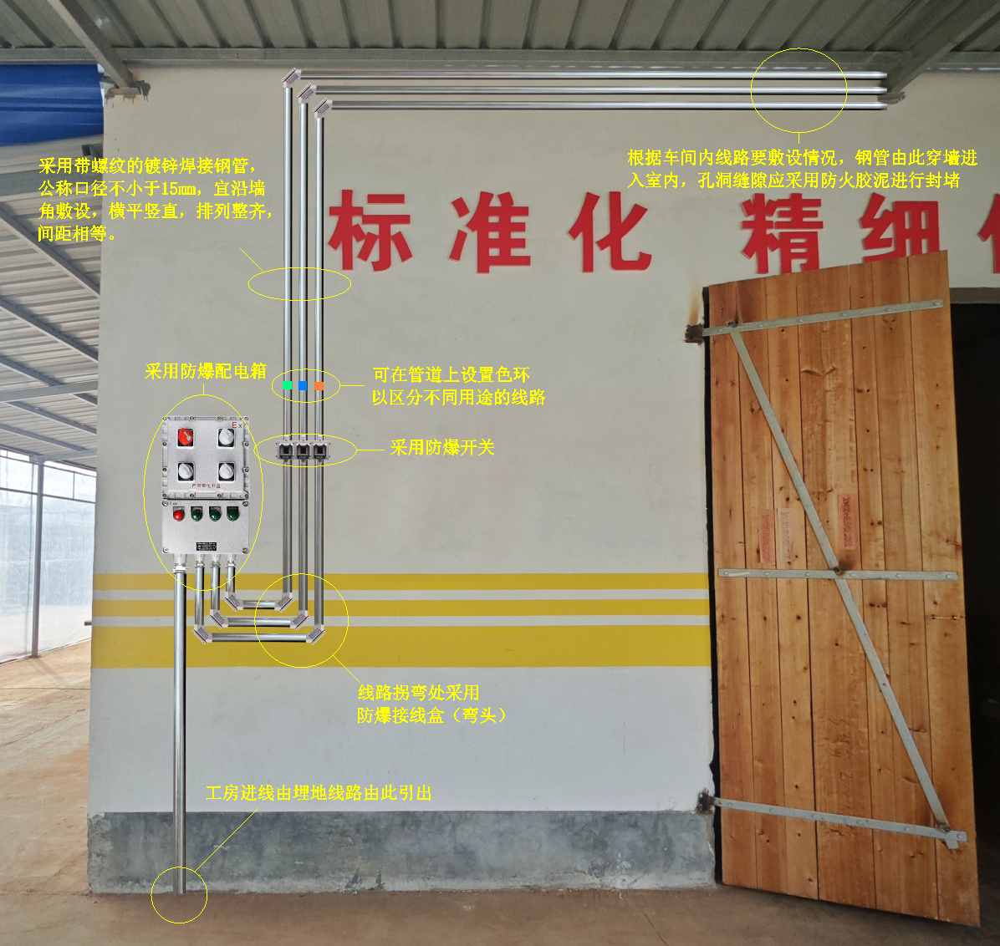 采用带螺纹的镀锌焊接钢管，
公称口径不小于15mm，宜沿墙
角敷设，横平竖直，排列整齐，
间距相等。
根据车间内线路要敷设情况，钢管由此穿墙进
入室内，孔洞缝隙应采用防火胶泥进行封堵
标准化 精细
采用防爆配电箱
可在管道上设置色环
以区分不同用途的线路
采用防爆开关
Ex
Exe
线路拐弯处采用
防爆接线盒（弯头）
工房进线由埋地线路由此引出